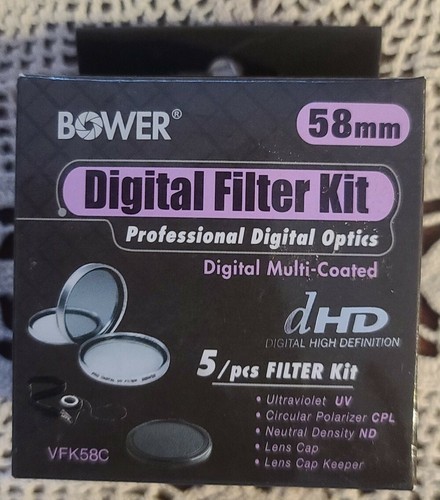 BOWER®
58mm
Digital Filter Kit
Professional Digital Optics
Digital Multi-Coated
dHD
DIGITAL HIGH DEFINITION
5/pcs FILTER Kit
• Ultraviolet UV
• Circular Polarizer CPL
• Neutral Density ND
• Lens Cap
• Lens Cap Keeper
VFK58C